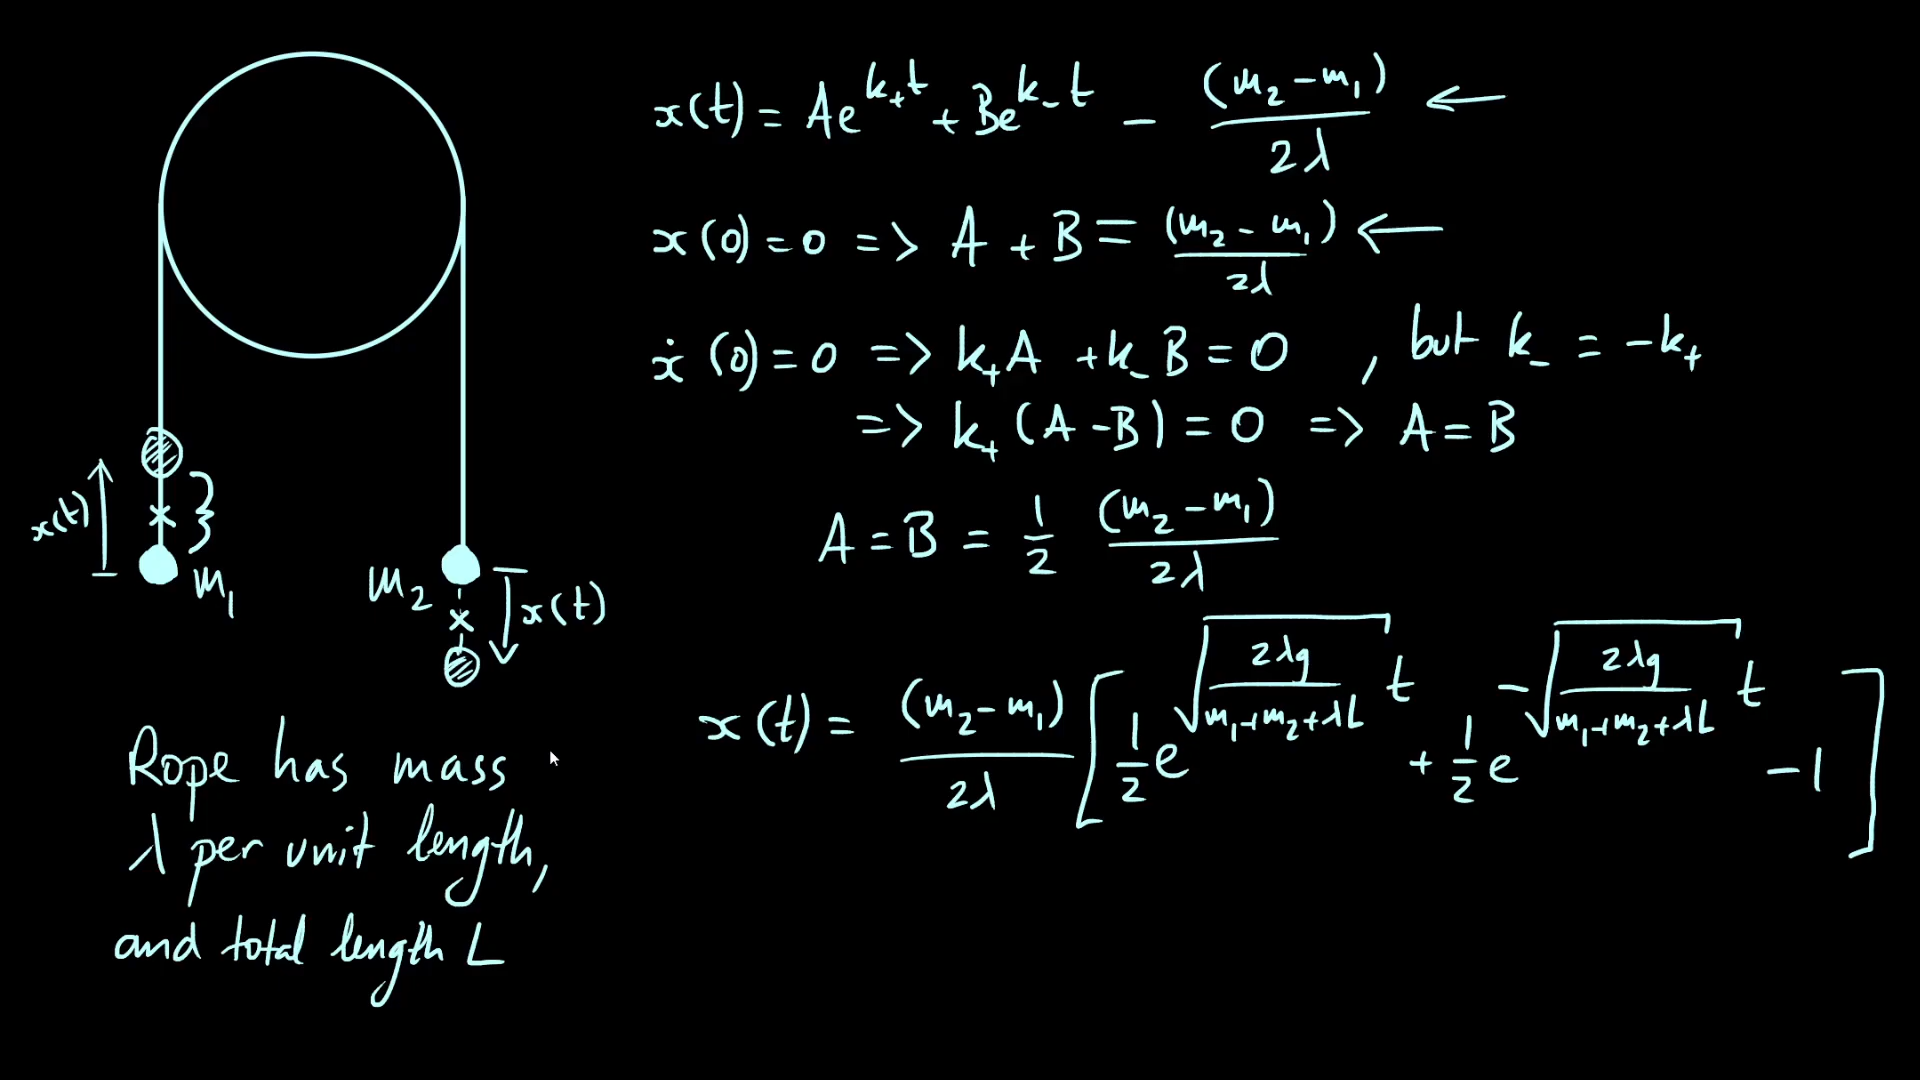 x(t) = Ae^{k₊t} + Be^{k₋t} - (m₂ - m₁)/2λ ←
x(0) = 0 => A + B = (m₂ - m₁)/2λ ←
ẋ(0) = 0 => k₊A + k₋B = 0 , but k₋ = -k₊
=> k₊(A - B) = 0 => A = B
A = B = 1/2 (m₂ - m₁)/2λ
x(t) = (m₂ - m₁)/2λ [1/2 e^{√(2λg/(m₁+m₂+λL)) t} + 1/2 e^{-√(2λg/(m₁+m₂+λL)) t} - 1]
x(t)
m₁
m₂
x(t)
Rope has mass
λ per unit length,
and total length L